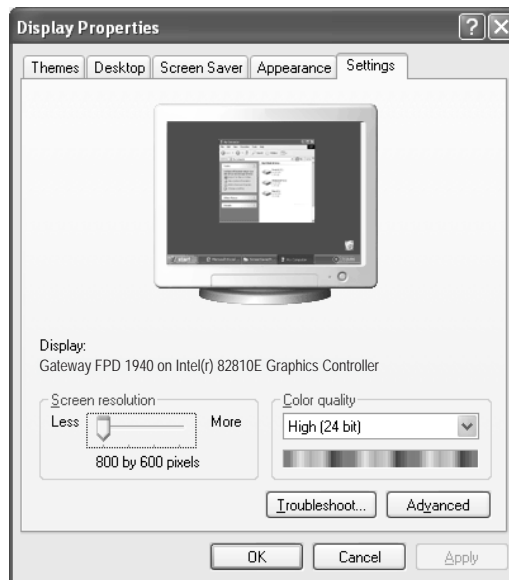 Display Properties
Themes Desktop Screen Saver Appearance Settings
Display:
Gateway FPD 1940 on Intel(r) 82810E Graphics Controller
Screen resolution
Less More
800 by 600 pixels
Color quality
High (24 bit)
Troubleshoot... Advanced
OK Cancel Apply